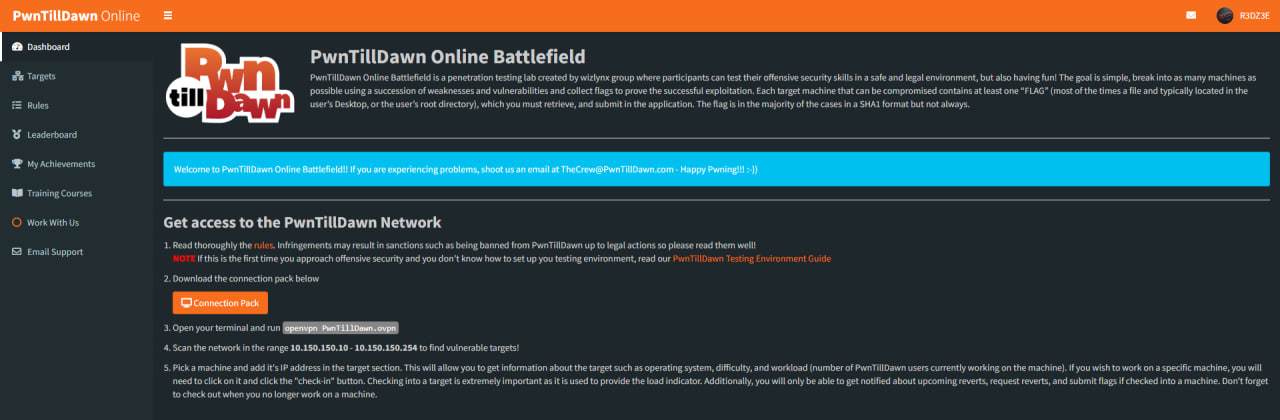 PwnTillDawn Online
R3DZ3E
Dashboard
Targets
Rules
Leaderboard
My Achievements
Training Courses
Work With Us
Email Support
Pwn
till
Dawn
PwnTillDawn Online Battlefield
PwnTillDawn Online Battlefield is a penetration testing lab created by wizlynx group where participants can test their offensive security skills in a safe and legal environment, but also having fun! The goal is simple, break into as many machines as
possible using a succession of weaknesses and vulnerabilities and collect flags to prove the successful exploitation. Each target machine that can be compromised contains at least one "FLAG" (most of the times a file and typically located in the
user's Desktop, or the user's root directory), which you must retrieve, and submit in the application. The flag is in the majority of the cases in a SHA1 format but not always.
Welcome to PwnTillDawn Online Battlefield!! If you are experiencing problems, shoot us an email at TheCrew@PwnTillDawn.com - Happy Pwning!!! :-))
Get access to the PwnTillDawn Network
1. Read thoroughly the rules. Infringements may result in sanctions such as being banned from PwnTillDawn up to legal actions so please read them well!
NOTE If this is the first time you approach offensive security and you don't know how to set up you testing environment, read our PwnTillDawn Testing Environment Guide
2. Download the connection pack below
Connection Pack
3. Open your terminal and run openvpn PwnTillDawn.ovpn
4. Scan the network in the range 10.150.150.10 - 10.150.150.254 to find vulnerable targets!
5. Pick a machine and add it's IP address in the target section. This will allow you to get information about the target such as operating system, difficulty, and workload (number of PwnTillDawn users currently working on the machine). If you wish to work on a specific machine, you will
need to click on it and click the "check-in" button. Checking into a target is extremely important as it is used to provide the load indicator. Additionally, you will only be able to get notified about upcoming reverts, request reverts, and submit flags if checked into a machine. Don't forget
to check out when you no longer work on a machine.